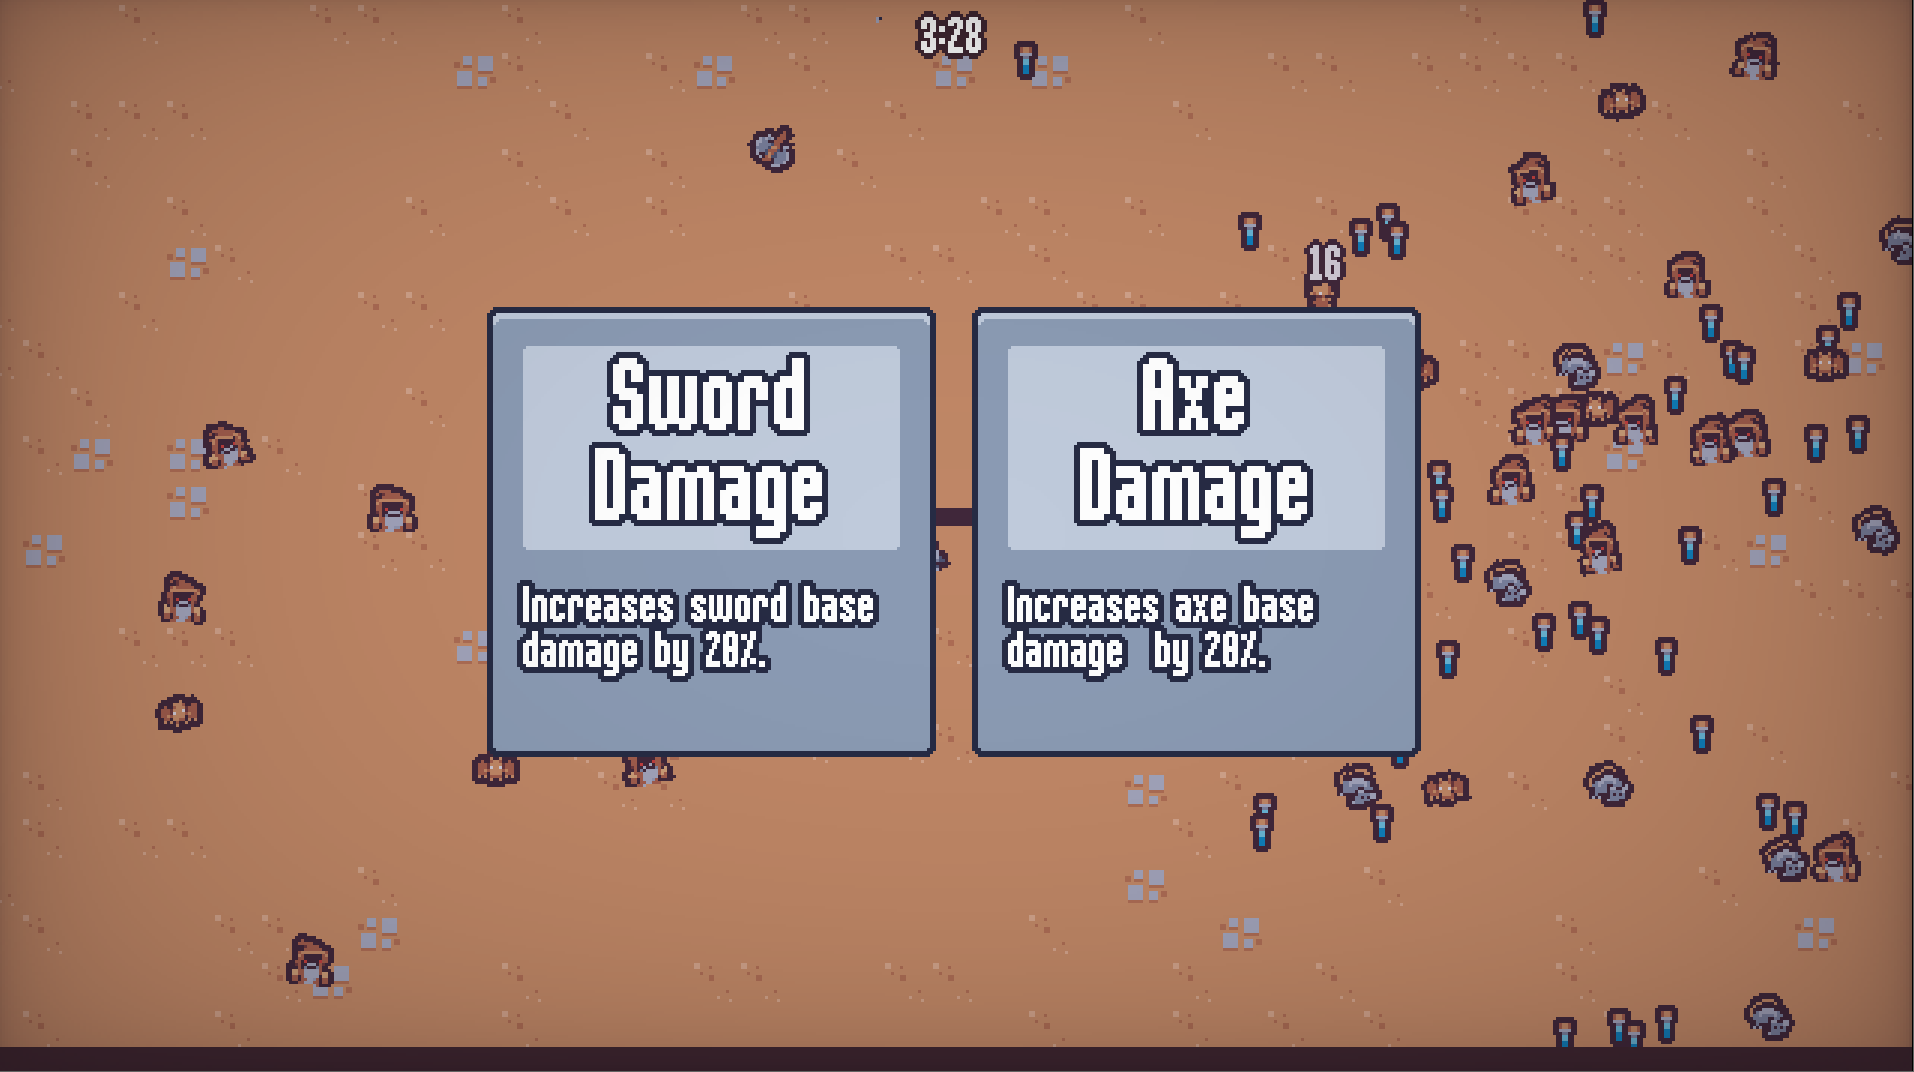 3:28
16
Sword
Damage
Increases sword base
damage by 20%.
Axe
Damage
Increases axe base
damage  by 20%.